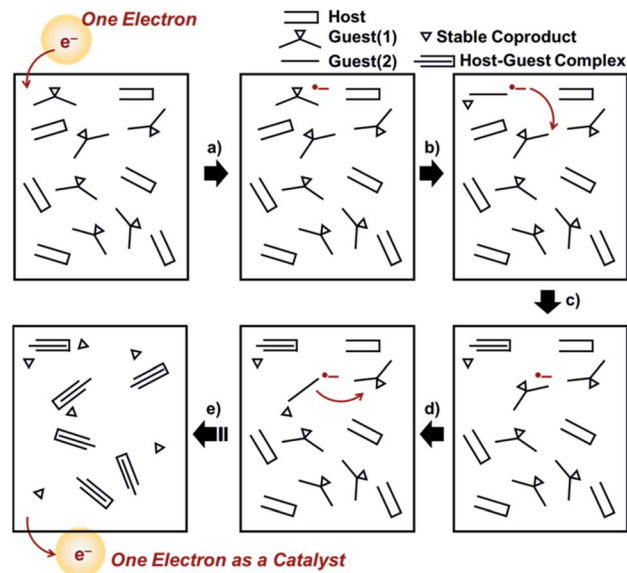 One Electron
e⁻
Host
Guest(1)
Guest(2)
Stable Coproduct
Host-Guest Complex
a)
b)
c)
d)
e)
e⁻
One Electron as a Catalyst